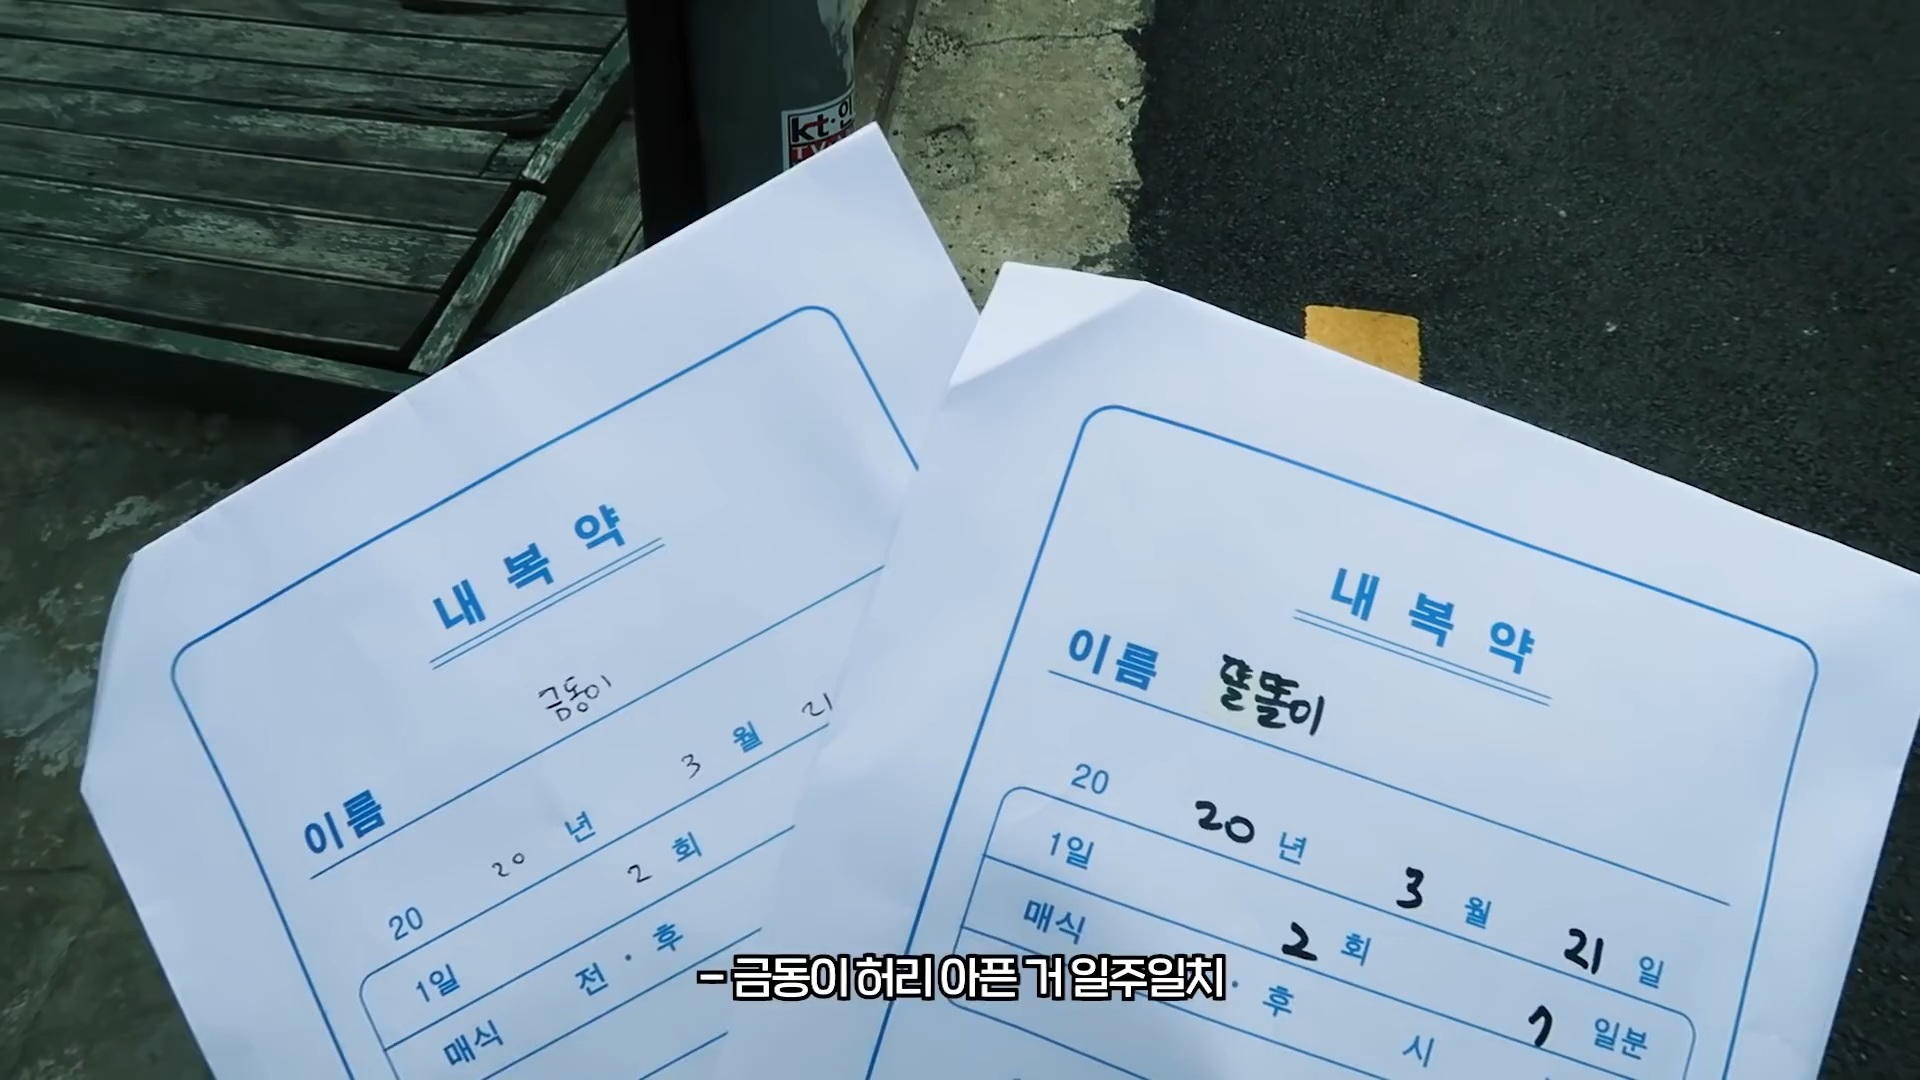 kt
내복약
금동이
이름
20 20 년 3 월 21
1일 2 회
매식 전 · 후
내복약
이름 똘이
20 20 년 3 월 21 일
1일 2 회 7 일분
매식 · 후 시
- 금동이 허리 아픈 거 일주일치